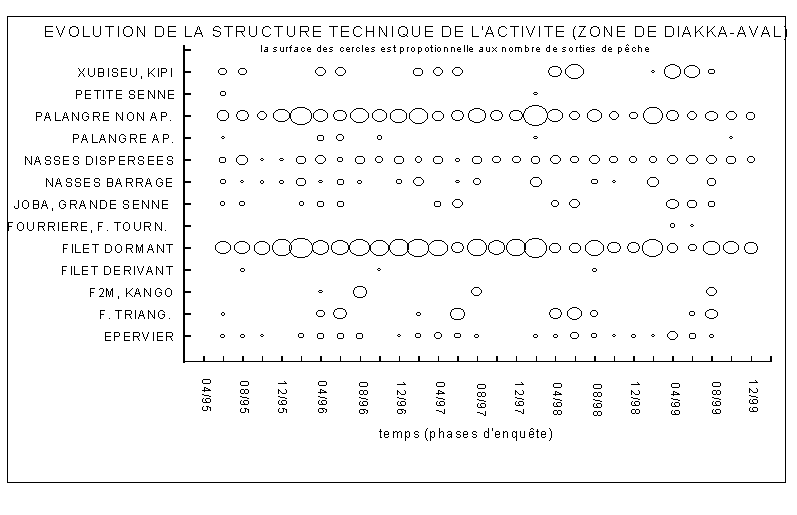 EVOLUTION DE LA STRUCTURE TECHNIQUE DE L'ACTIVITE (ZONE DE DIAKKA-AVAL)
la surface des cercles est propotionnelle aux nombre de sorties de pêche
XUBISEU, KIPI
PETITE SENNE
PALANGRE NON AP.
PALANGRE AP.
NASSES DISPERSEES
NASSES BARRAGE
JOBA, GRANDE SENNE
FOURRIERE, F. TOURN.
FILET DORMANT
FILET DERIVANT
F2M, KANGO
F. TRIANG.
EPERVIER
04/95 08/95 12/95 04/96 08/96 12/96 04/97 08/97 12/97 04/98 08/98 12/98 04/99 08/99 12/99
temps (phases d'enquête)